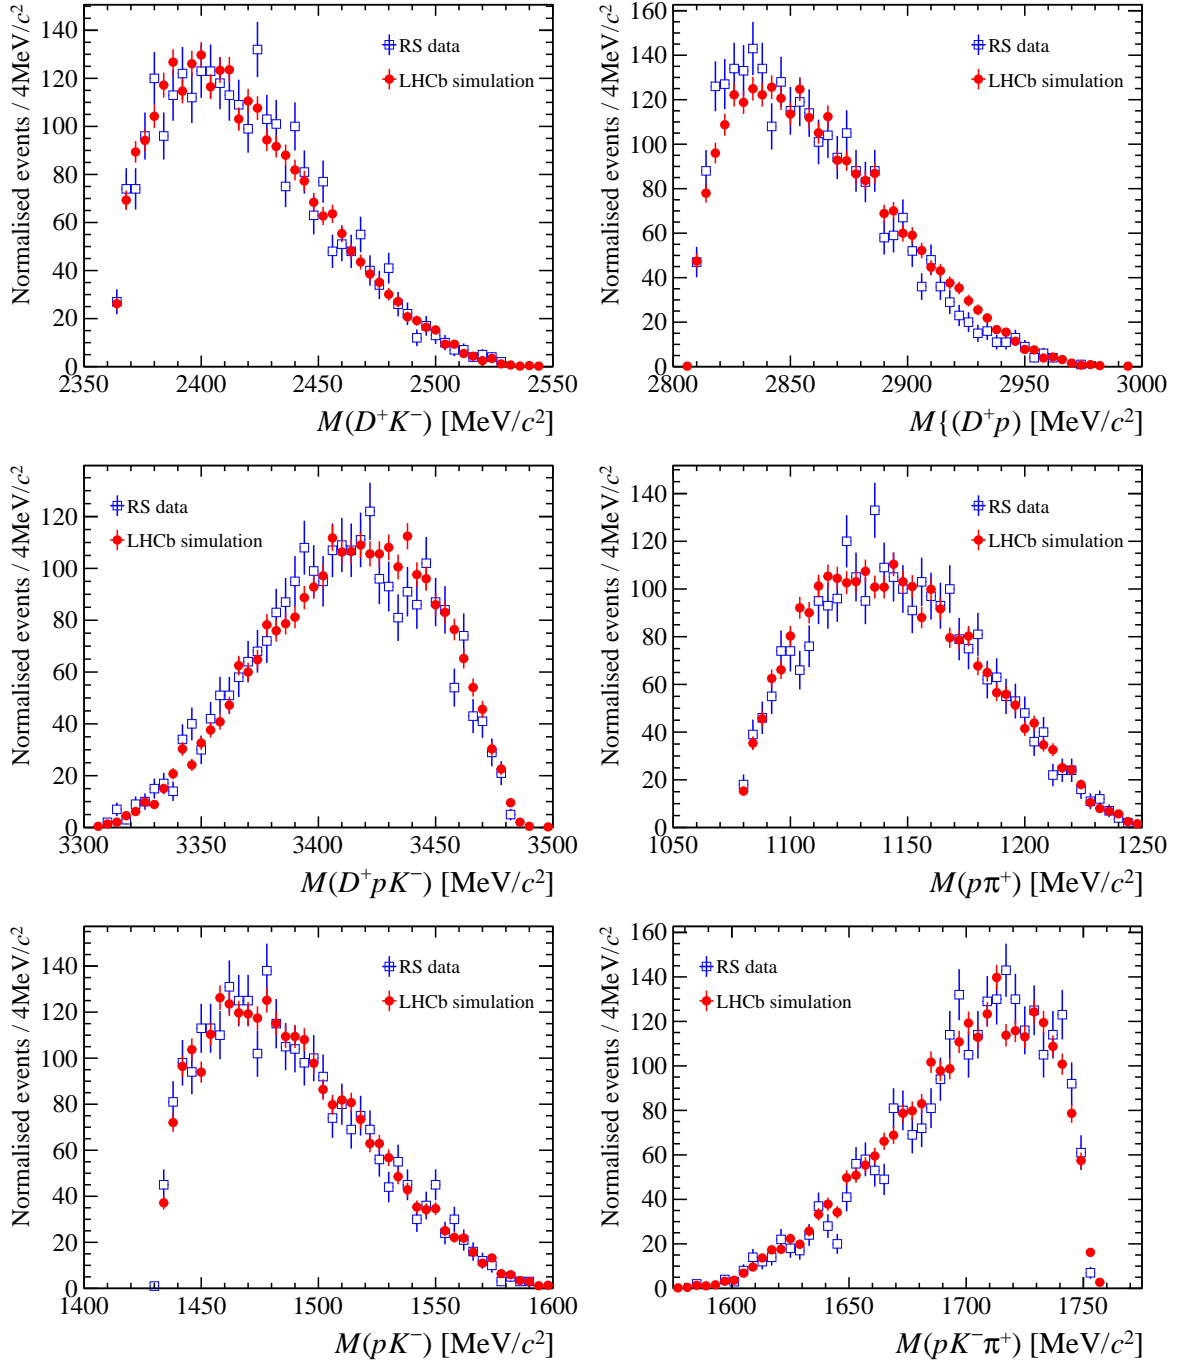 Normalised events / 4MeV/c²
140
120
100
80
60
40
20
0
RS data
LHCb simulation
2350 2400 2450 2500 2550
M(D⁺K⁻) [MeV/c²]
Normalised events / 4MeV/c²
160
140
120
100
80
60
40
20
0
RS data
LHCb simulation
2800 2850 2900 2950 3000
M{(D⁺p) [MeV/c²]
Normalised events / 4MeV/c²
120
100
80
60
40
20
0
RS data
LHCb simulation
3300 3350 3400 3450 3500
M(D⁺pK⁻) [MeV/c²]
Normalised events / 4MeV/c²
140
120
100
80
60
40
20
0
RS data
LHCb simulation
1050 1100 1150 1200 1250
M(pπ⁺) [MeV/c²]
Normalised events / 4MeV/c²
140
120
100
80
60
40
20
0
RS data
LHCb simulation
1400 1450 1500 1550 1600
M(pK⁻) [MeV/c²]
Normalised events / 4MeV/c²
160
140
120
100
80
60
40
20
0
RS data
LHCb simulation
1600 1650 1700 1750
M(pK⁻π⁺) [MeV/c²]